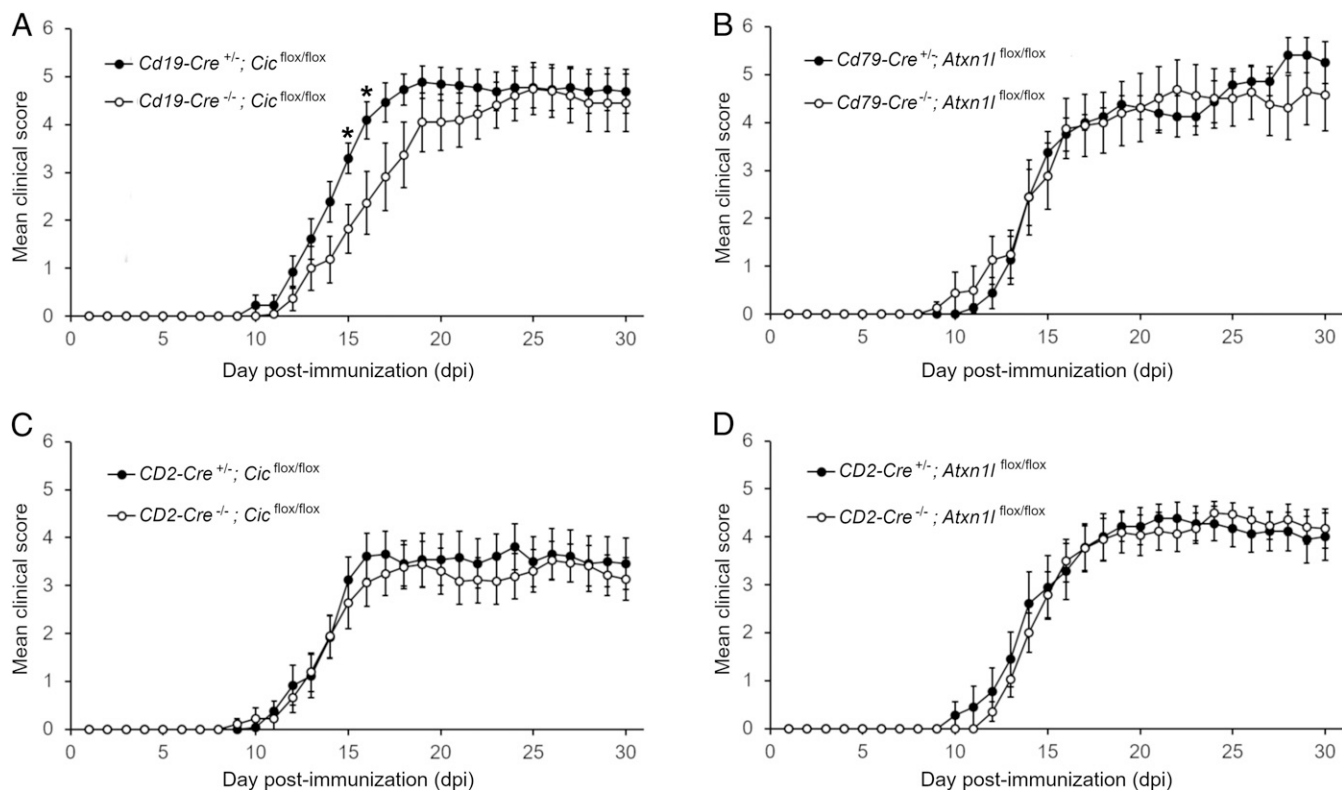 A
Cd19-Cre +/-; Cic flox/flox
Cd19-Cre -/-; Cic flox/flox
* *
Mean clinical score
6
5
4
3
2
1
0
0 5 10 15 20 25 30
Day post-immunization (dpi)
B
Cd79-Cre +/-; Atxn1l flox/flox
Cd79-Cre -/-; Atxn1l flox/flox
Mean clinical score
6
5
4
3
2
1
0
0 5 10 15 20 25 30
Day post-immunization (dpi)
C
CD2-Cre +/-; Cic flox/flox
CD2-Cre -/-; Cic flox/flox
Mean clinical score
6
5
4
3
2
1
0
0 5 10 15 20 25 30
Day post-immunization (dpi)
D
CD2-Cre +/-; Atxn1l flox/flox
CD2-Cre -/-; Atxn1l flox/flox
Mean clinical score
6
5
4
3
2
1
0
0 5 10 15 20 25 30
Day post-immunization (dpi)